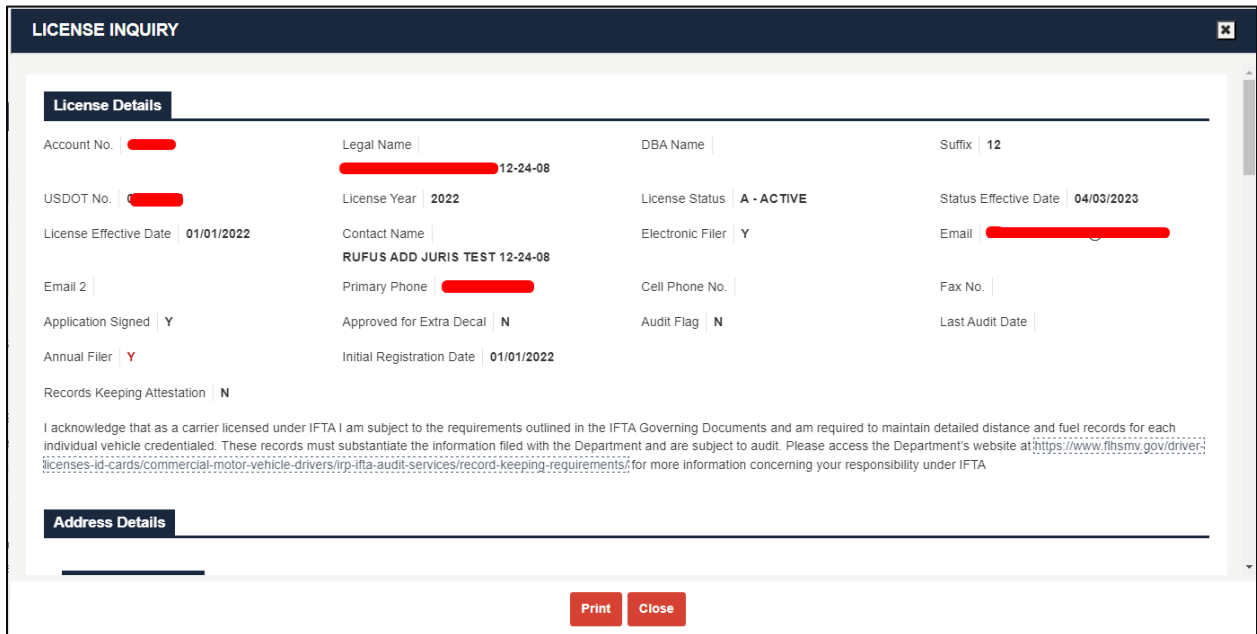 LICENSE INQUIRY
License Details
Account No.
Legal Name
12-24-08
DBA Name
Suffix 12
USDOT No.
License Year 2022
License Status A - ACTIVE
Status Effective Date 04/03/2023
License Effective Date 01/01/2022
Contact Name
RUFUS ADD JURIS TEST 12-24-08
Electronic Filer Y
Email
Email 2
Primary Phone
Cell Phone No.
Fax No.
Application Signed Y
Approved for Extra Decal N
Audit Flag N
Last Audit Date
Annual Filer Y
Initial Registration Date 01/01/2022
Records Keeping Attestation N
I acknowledge that as a carrier licensed under IFTA I am subject to the requirements outlined in the IFTA Governing Documents and am required to maintain detailed distance and fuel records for each
individual vehicle credentialed. These records must substantiate the information filed with the Department and are subject to audit. Please access the Department's website at https://www.flhsmv.gov/driver-
licenses-id-cards/commercial-motor-vehicle-drivers/irp-ifta-audit-services/record-keeping-requirements/ for more information concerning your responsibility under IFTA
Address Details
Print
Close